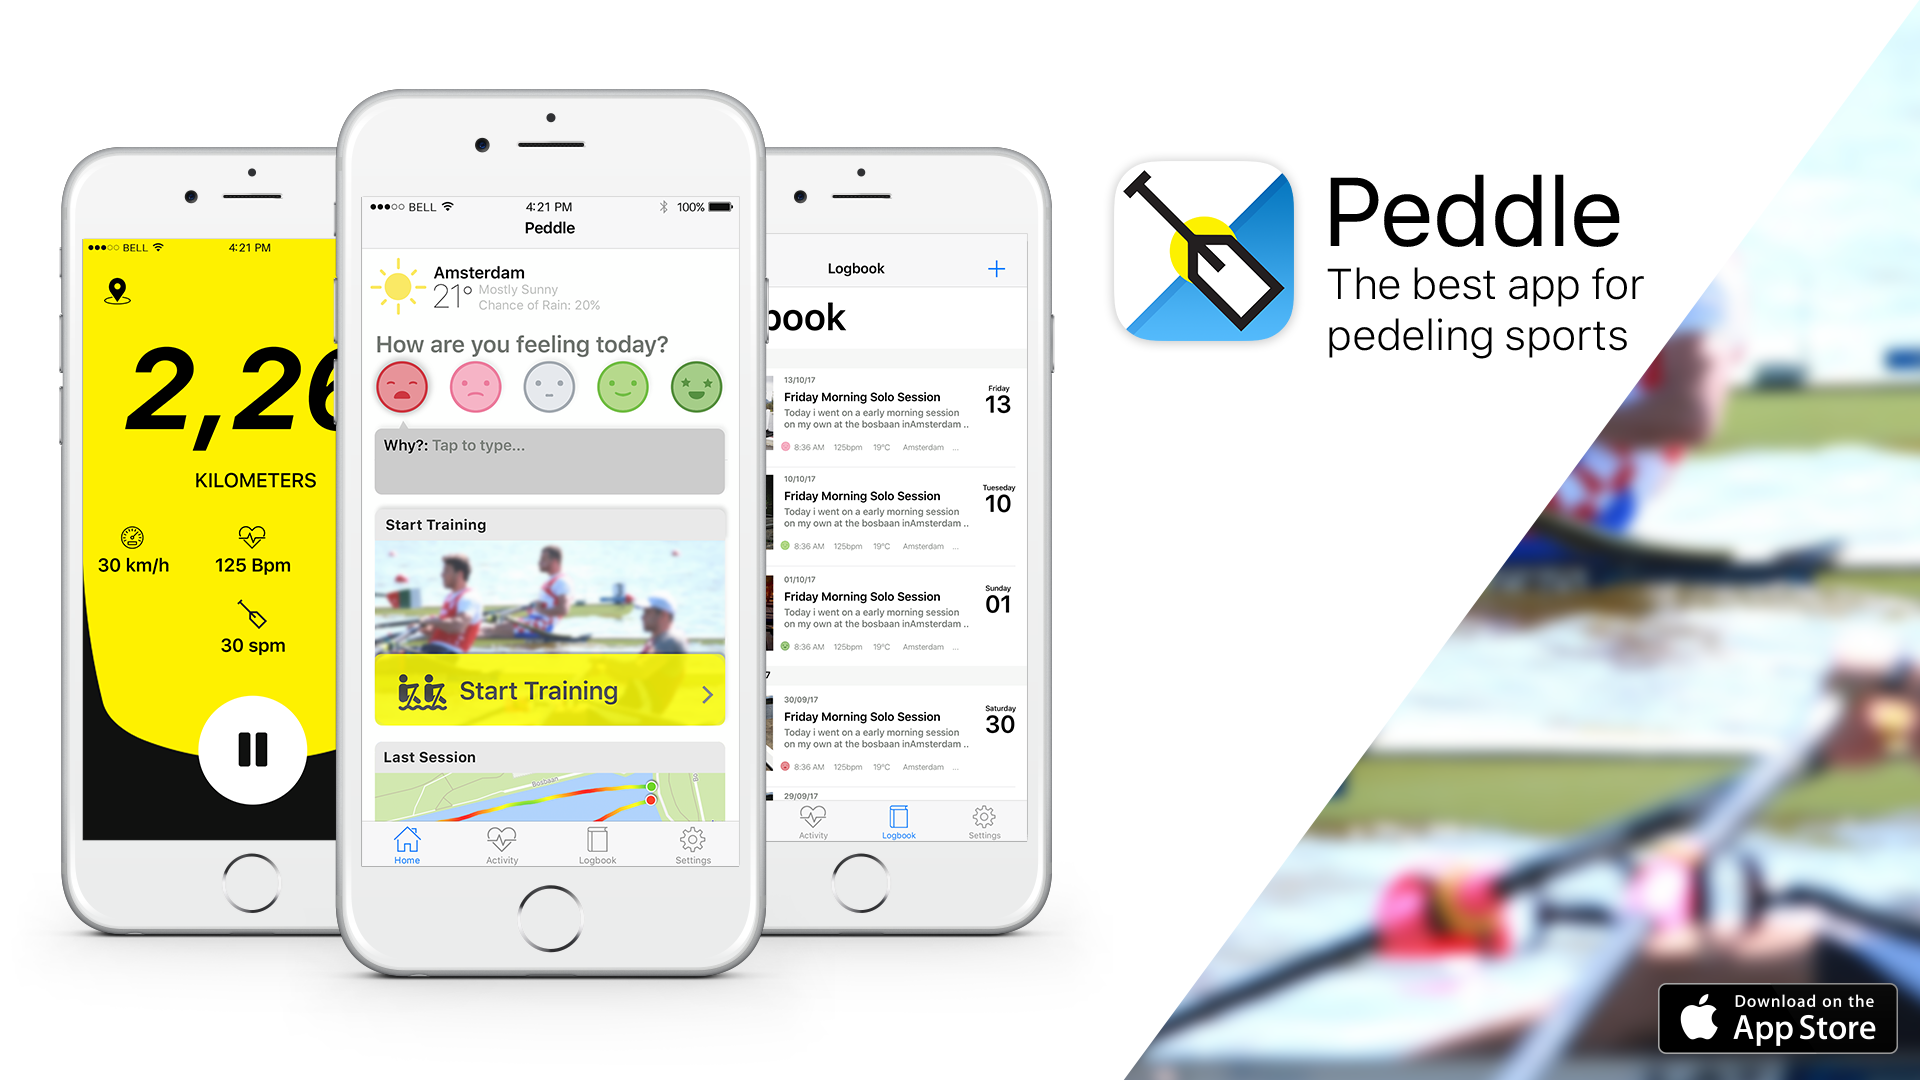 BELL 4:21 PM
2,26
KILOMETERS
30 km/h
125 Bpm
30 spm
BELL 4:21 PM 100%
Peddle
Amsterdam
21° Mostly Sunny
Chance of Rain: 20%
How are you feeling today?
Why?: Tap to type...
Start Training
Start Training
Last Session
Bosbaan
Home Activity Logbook Settings
Logbook +
book
13/10/17
Friday Morning Solo Session
Today i went on a early morning session
on my own at the bosbaan inAmsterdam ..
8:36 AM 125bpm 19°C Amsterdam ...
Friday
13
10/10/17
Friday Morning Solo Session
Today i went on a early morning session
on my own at the bosbaan inAmsterdam ..
8:36 AM 125bpm 19°C Amsterdam ...
Tueseday
10
01/10/17
Friday Morning Solo Session
Today i went on a early morning session
on my own at the bosbaan inAmsterdam ..
8:36 AM 125bpm 19°C Amsterdam ...
Sunday
01
7
30/09/17
Friday Morning Solo Session
Today i went on a early morning session
on my own at the bosbaan inAmsterdam ..
8:36 AM 125bpm 19°C Amsterdam ...
Saturday
30
29/09/17
Activity Logbook Settings
Peddle
The best app for
pedeling sports
Download on the
App Store